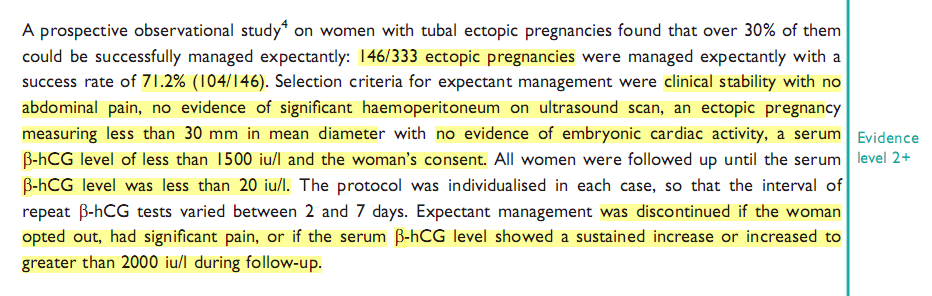 A prospective observational study4 on women with tubal ectopic pregnancies found that over 30% of them
could be successfully managed expectantly: 146/333 ectopic pregnancies were managed expectantly with a
success rate of 71.2% (104/146). Selection criteria for expectant management were clinical stability with no
abdominal pain, no evidence of significant haemoperitoneum on ultrasound scan, an ectopic pregnancy
measuring less than 30 mm in mean diameter with no evidence of embryonic cardiac activity, a serum
β-hCG level of less than 1500 iu/l and the woman's consent. All women were followed up until the serum
β-hCG level was less than 20 iu/l. The protocol was individualised in each case, so that the interval of
repeat β-hCG tests varied between 2 and 7 days. Expectant management was discontinued if the woman
opted out, had significant pain, or if the serum β-hCG level showed a sustained increase or increased to
greater than 2000 iu/l during follow-up.
Evidence
level 2+